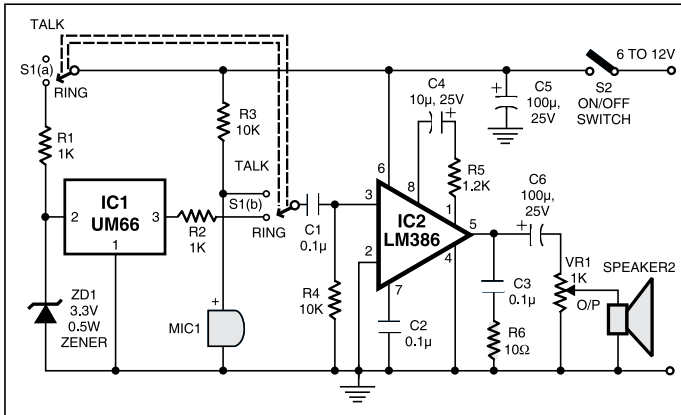 TALK
S1(a)
RING
R1
1K
IC1
UM66
2
3
1
ZD1
3.3V
0.5W
ZENER
R2
1K
R3
10K
TALK
S1(b)
RING
+
MIC1
C1
0.1µ
R4
10K
C4
10µ, 25V
+
R5
1.2K
6
8
3
1
IC2
LM386
5
2
4
7
C2
0.1µ
C5
100µ,
25V
+
S2
ON/OFF
SWITCH
6 TO 12V
C6
100µ,
25V
+
C3
0.1µ
R6
10Ω
VR1
1K
O/P
SPEAKER2